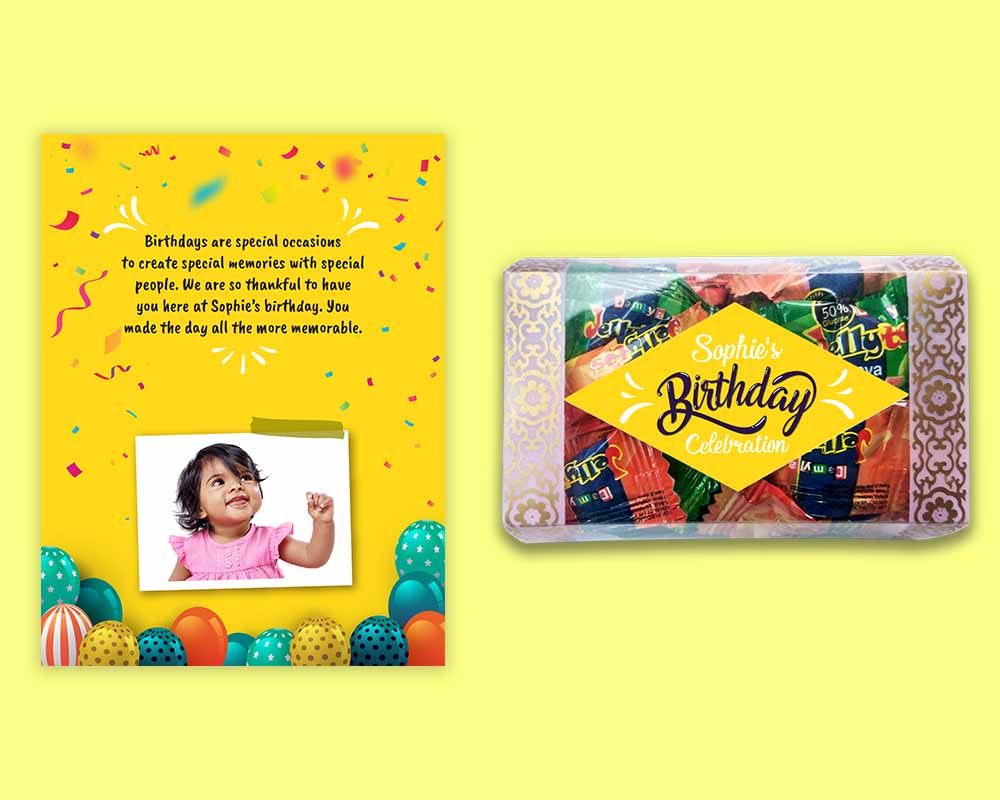 Birthdays are special occasions
to create special memories with special
people. We are so thankful to have
you here at Sophie's birthday. You
made the day all the more memorable.
Sophie's
Birthday
Celebration
50%